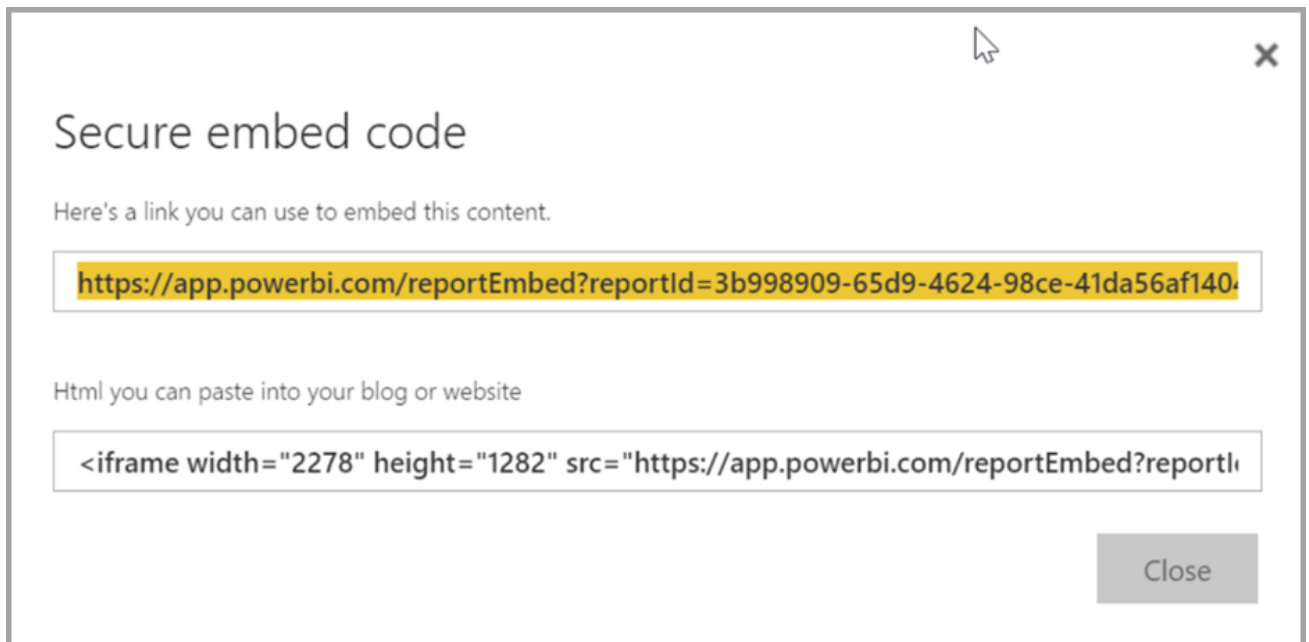 Secure embed code
Here's a link you can use to embed this content.
https://app.powerbi.com/reportEmbed?reportId=3b998909-65d9-4624-98ce-41da56af140
Html you can paste into your blog or website
<iframe width="2278" height="1282" src="https://app.powerbi.com/reportEmbed?reportI
Close